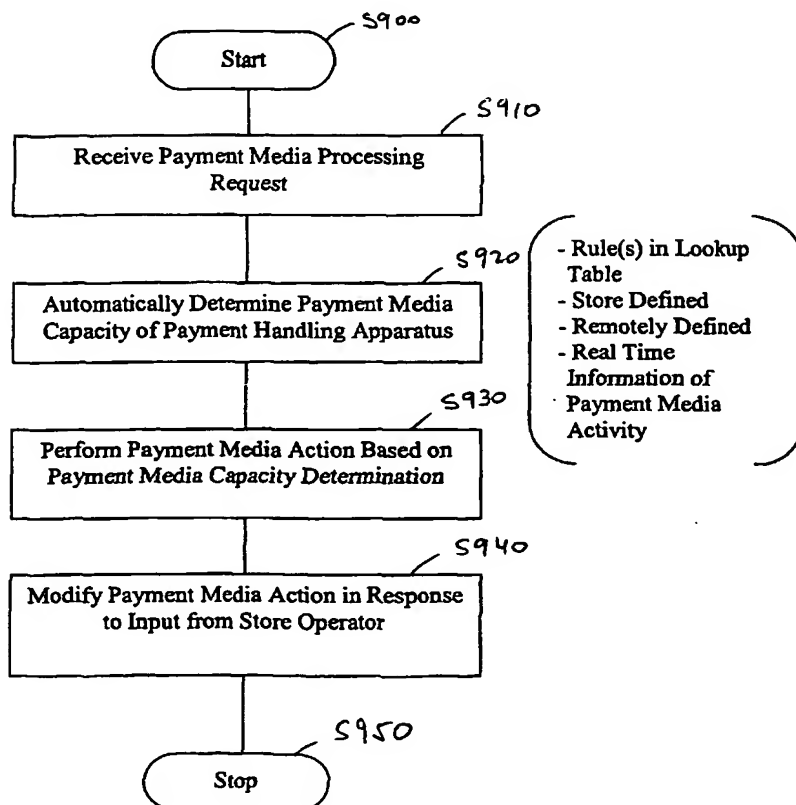 S900
Start
S910
Receive Payment Media Processing
Request
S920
Automatically Determine Payment Media
Capacity of Payment Handling Apparatus
- Rule(s) in Lookup
Table
- Store Defined
- Remotely Defined
- Real Time
Information of
Payment Media
Activity
S930
Perform Payment Media Action Based on
Payment Media Capacity Determination
S940
Modify Payment Media Action in Response
to Input from Store Operator
S950
Stop